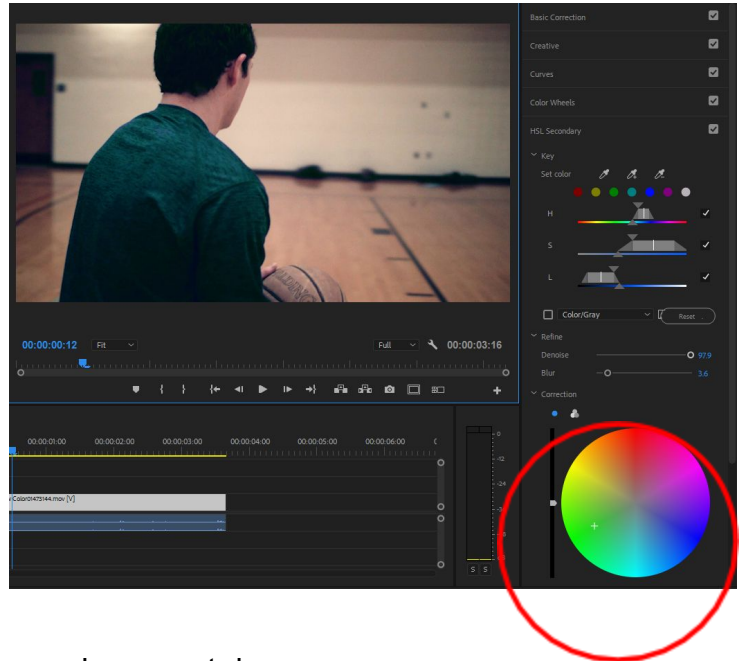 Basic Correction
Creative
Curves
Color Wheels
HSL Secondary
Key
Set color
H
S
L
Color/Gray
Reset
Refine
Denoise 97.9
Blur 3.6
Correction
00:00:00:12 Fit Full 00:00:03:16
00:00:01:00 00:00:02:00 00:00:03:00 00:00:04:00 00:00:05:00 00:00:06:00
0
-12
-24
S S
Color01473144.mov [V]